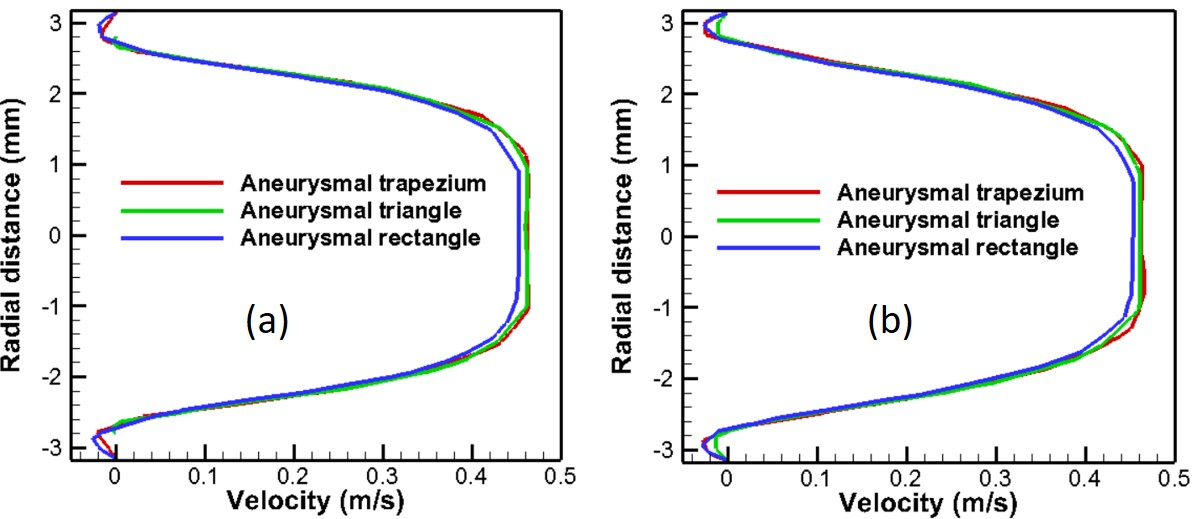 3
2
1
0
-1
-2
-3
Radial distance (mm)
Aneurysmal trapezium
Aneurysmal triangle
Aneurysmal rectangle
(a)
0 0.1 0.2 0.3 0.4 0.5
Velocity (m/s)
3
2
1
0
-1
-2
-3
Radial distance (mm)
Aneurysmal trapezium
Aneurysmal triangle
Aneurysmal rectangle
(b)
0 0.1 0.2 0.3 0.4 0.5
Velocity (m/s)